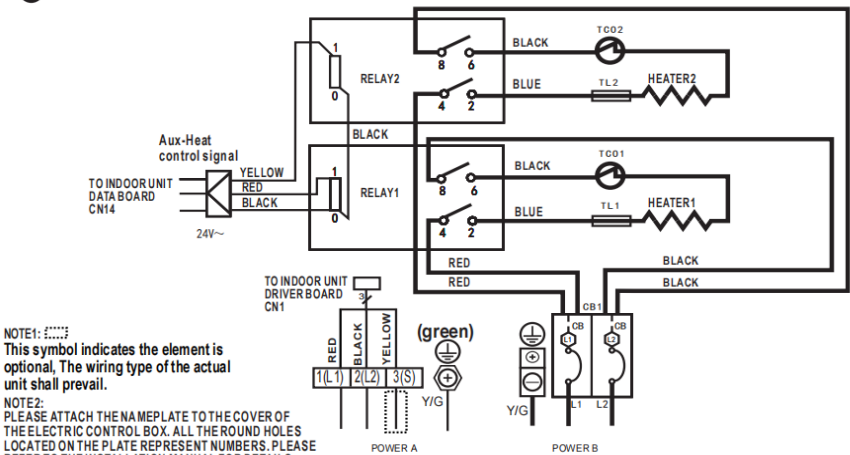 TCO2
BLACK
1
8 6
RELAY2
BLUE
TL2
HEATER2
0
4 2
BLACK
Aux-Heat
control signal
TCO1
YELLOW
BLACK
TO INDOOR UNIT
DATA BOARD
CN14
RED
1
8 6
RELAY1
BLACK
BLUE
TL1
HEATER1
0
4 2
24V～
RED
BLACK
RED
BLACK
TO INDOOR UNIT
DRIVER BOARD
CN1
3
CB1
NOTE1:
This symbol indicates the element is
optional, The wiring type of the actual
unit shall prevail.
RED
BLACK
YELLOW
(green)
CB CB
L1 L2
1(L1) 2(L2) 3(S)
Y/G
Y/G
L1 L2
NOTE2:
PLEASE ATTACH THE NAMEPLATE TO THE COVER OF
THE ELECTRIC CONTROL BOX. ALL THE ROUND HOLES
LOCATED ON THE PLATE REPRESENT NUMBERS. PLEASE
POWER A
POWER B